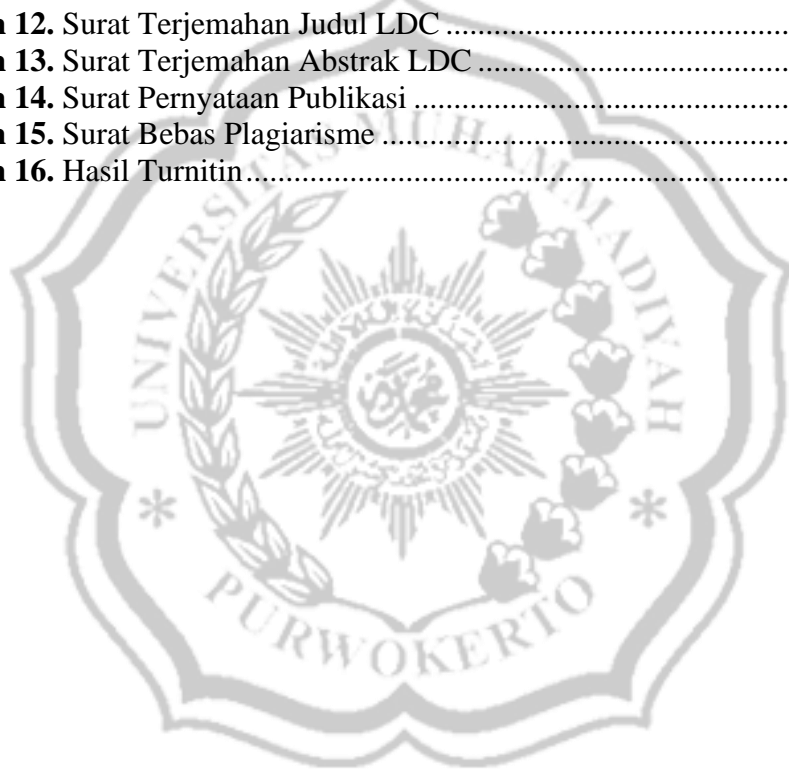 n 12. Surat Terjemahan Judul LDC ................................................
n 13. Surat Terjemahan Abstrak LDC ............................................
n 14. Surat Pernyataan Publikasi .....................................................
n 15. Surat Bebas Plagiarisme .........................................................
n 16. Hasil Turnitin ...........................................................................
UNIVERSITAS MUHAMMADIYAH
* PURWOKERTO *